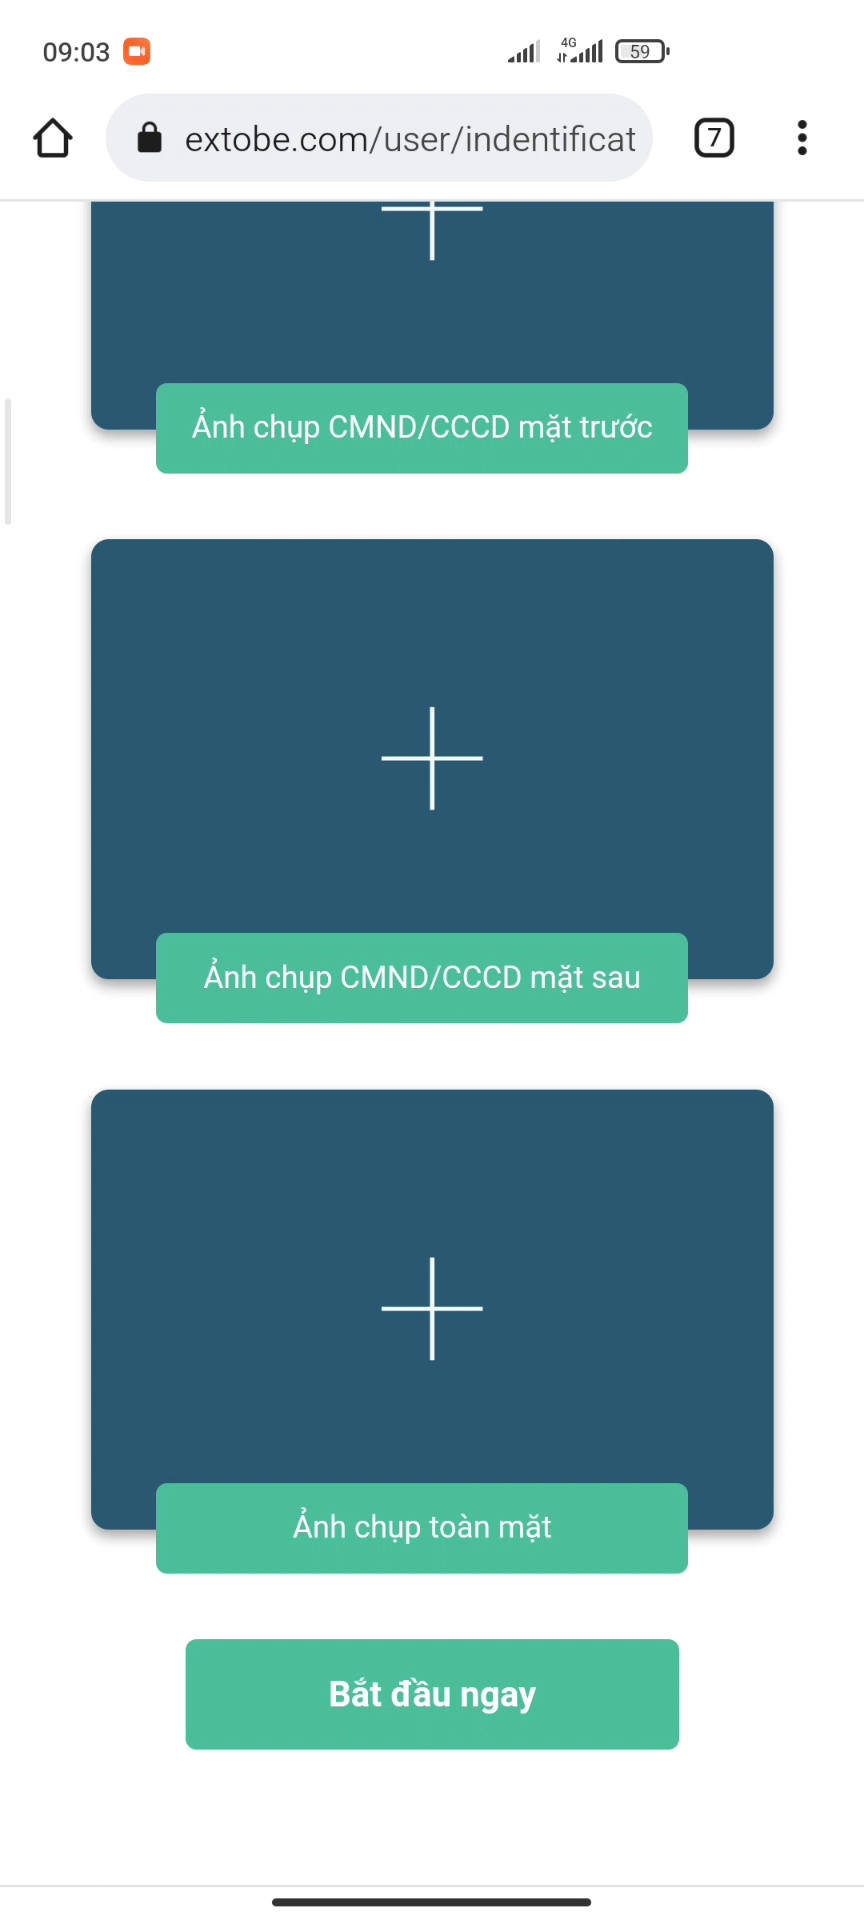 09:03
4G
59
extobe.com/user/indentificat
7
Ảnh chụp CMND/CCCD mặt trước
Ảnh chụp CMND/CCCD mặt sau
Ảnh chụp toàn mặt
Bắt đầu ngay